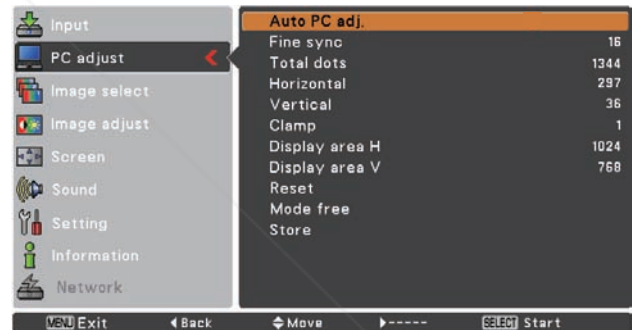 Input
PC adjust
Image select
Image adjust
Screen
Sound
Setting
Information
Network
Auto PC adj.
Fine sync 16
Total dots 1344
Horizontal 297
Vertical 36
Clamp 1
Display area H 1024
Display area V 768
Reset
Mode free
Store
MENU Exit ◀Back Move ▶----- SELECT Start